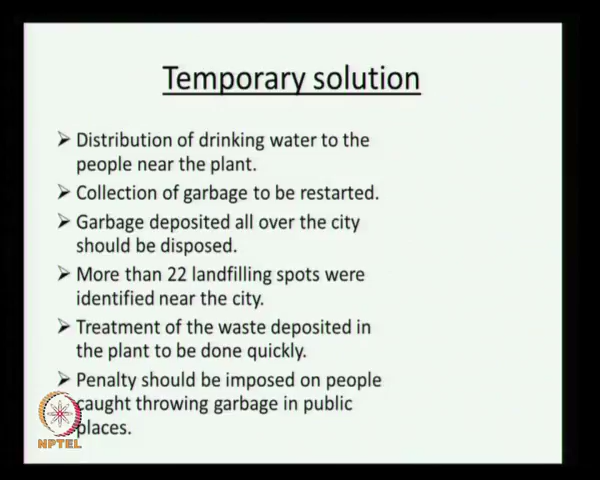 Temporary solution
➢ Distribution of drinking water to the
people near the plant.
➢ Collection of garbage to be restarted.
➢ Garbage deposited all over the city
should be disposed.
➢ More than 22 landfilling spots were
identified near the city.
➢ Treatment of the waste deposited in
the plant to be done quickly.
➢ Penalty should be imposed on people
caught throwing garbage in public
places.
NPTEL